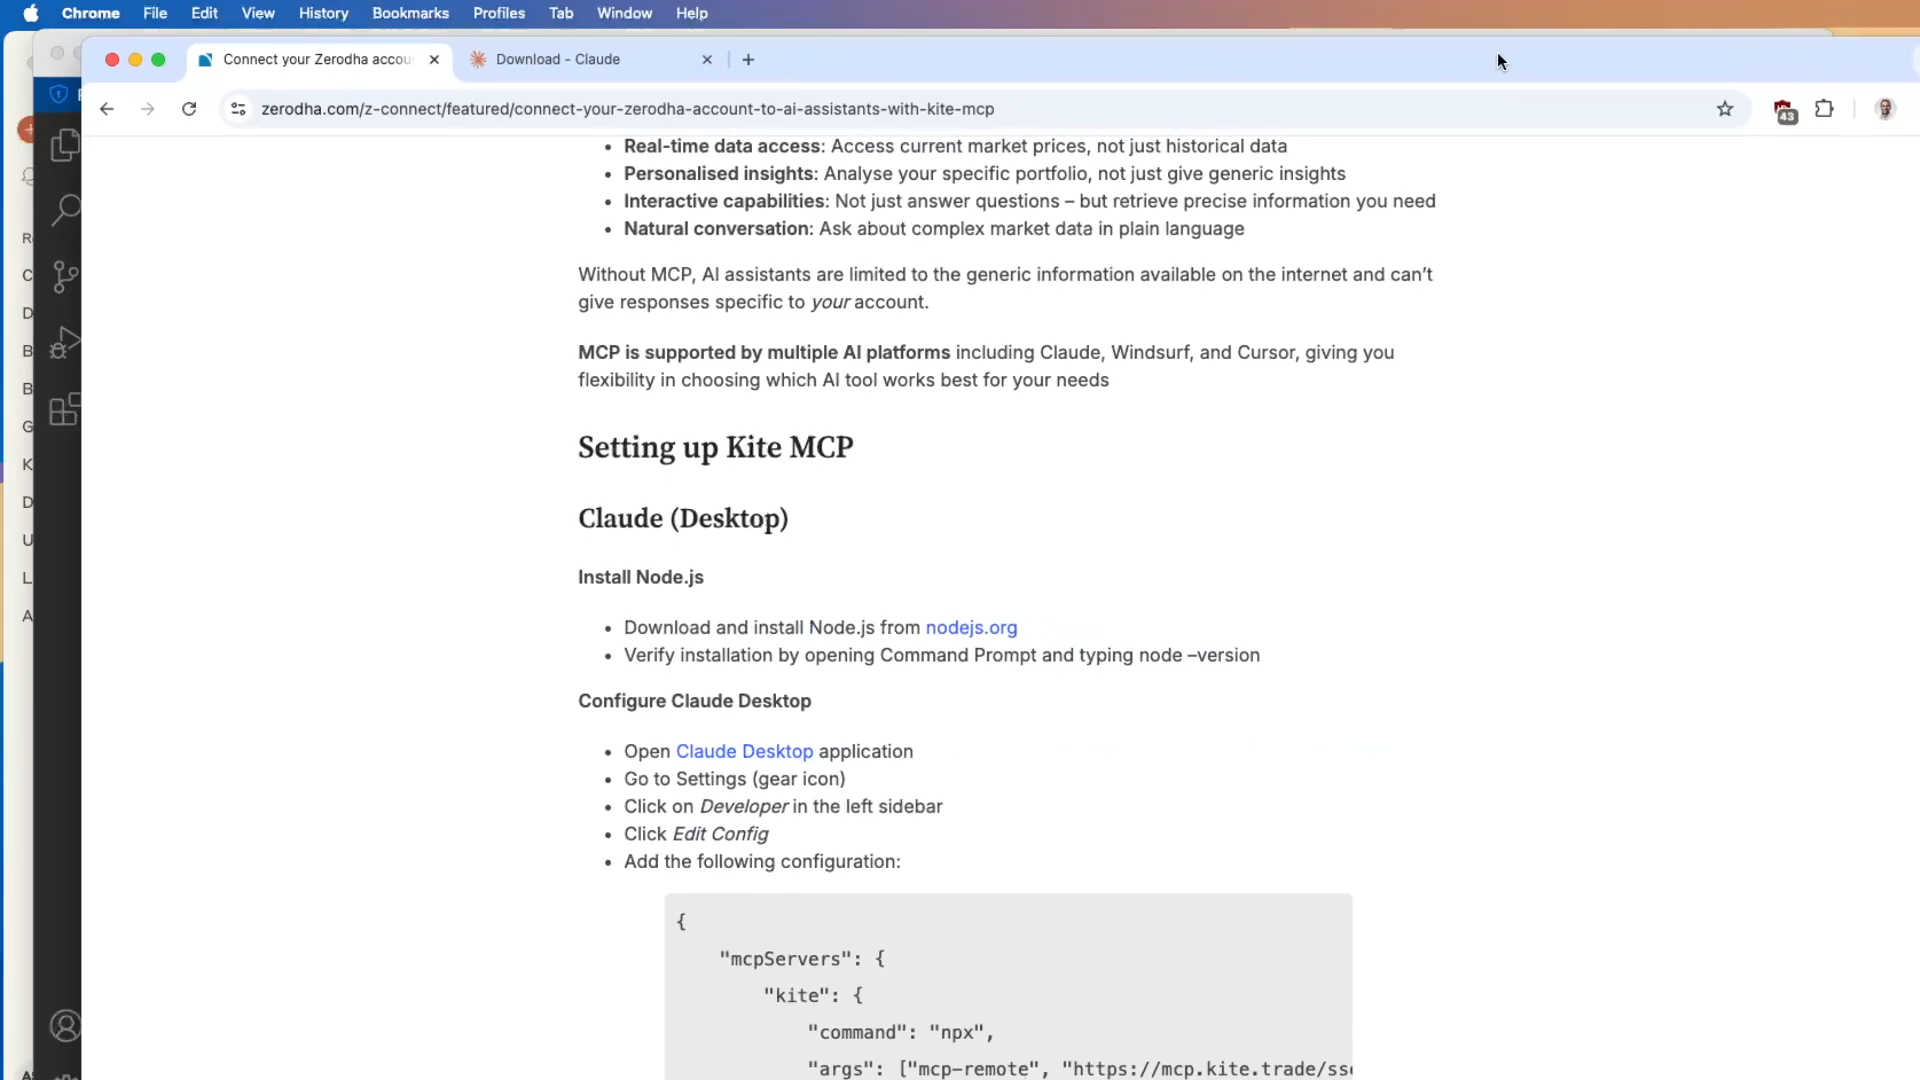 Chrome File Edit View History Bookmarks Profiles Tab Window Help
Connect your Zerodha accou
Download - Claude
zerodha.com/z-connect/featured/connect-your-zerodha-account-to-ai-assistants-with-kite-mcp
43
• Real-time data access: Access current market prices, not just historical data
• Personalised insights: Analyse your specific portfolio, not just give generic insights
• Interactive capabilities: Not just answer questions – but retrieve precise information you need
• Natural conversation: Ask about complex market data in plain language
Without MCP, AI assistants are limited to the generic information available on the internet and can’t
give responses specific to your account.
MCP is supported by multiple AI platforms including Claude, Windsurf, and Cursor, giving you
flexibility in choosing which AI tool works best for your needs
Setting up Kite MCP
Claude (Desktop)
Install Node.js
• Download and install Node.js from nodejs.org
• Verify installation by opening Command Prompt and typing node –version
Configure Claude Desktop
• Open Claude Desktop application
• Go to Settings (gear icon)
• Click on Developer in the left sidebar
• Click Edit Config
• Add the following configuration:
{
"mcpServers": {
"kite": {
"command": "npx",
"args": ["mcp-remote", "https://mcp.kite.trade/sse